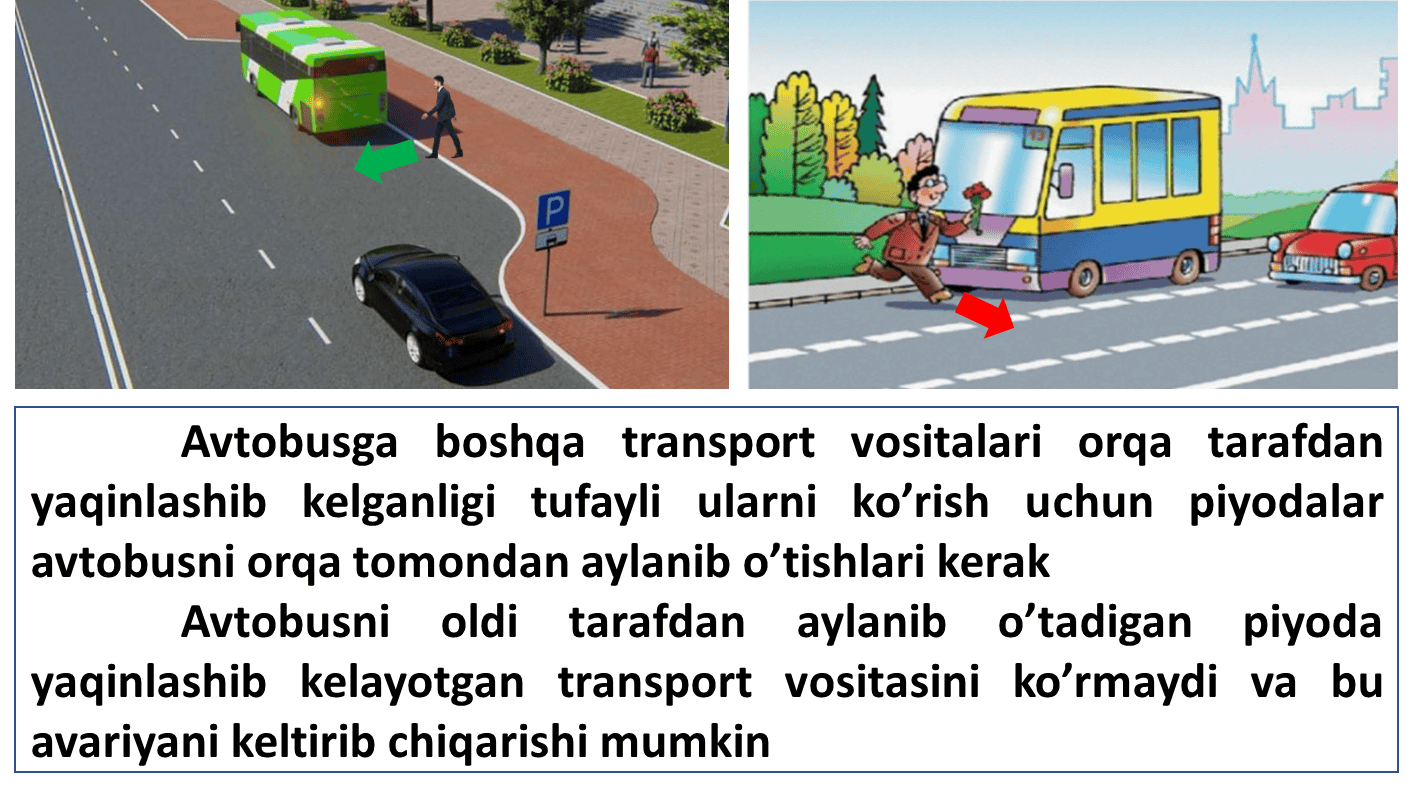 P
13
Avtobusga boshqa transport vositalari orqa tarafdan
yaqinlashib kelganligi tufayli ularni ko’rish uchun piyodalar
avtobusni orqa tomondan aylanib o’tishlari kerak
Avtobusni oldi tarafdan aylanib o’tadigan piyoda
yaqinlashib kelayotgan transport vositasini ko’rmaydi va bu
avariyani keltirib chiqarishi mumkin